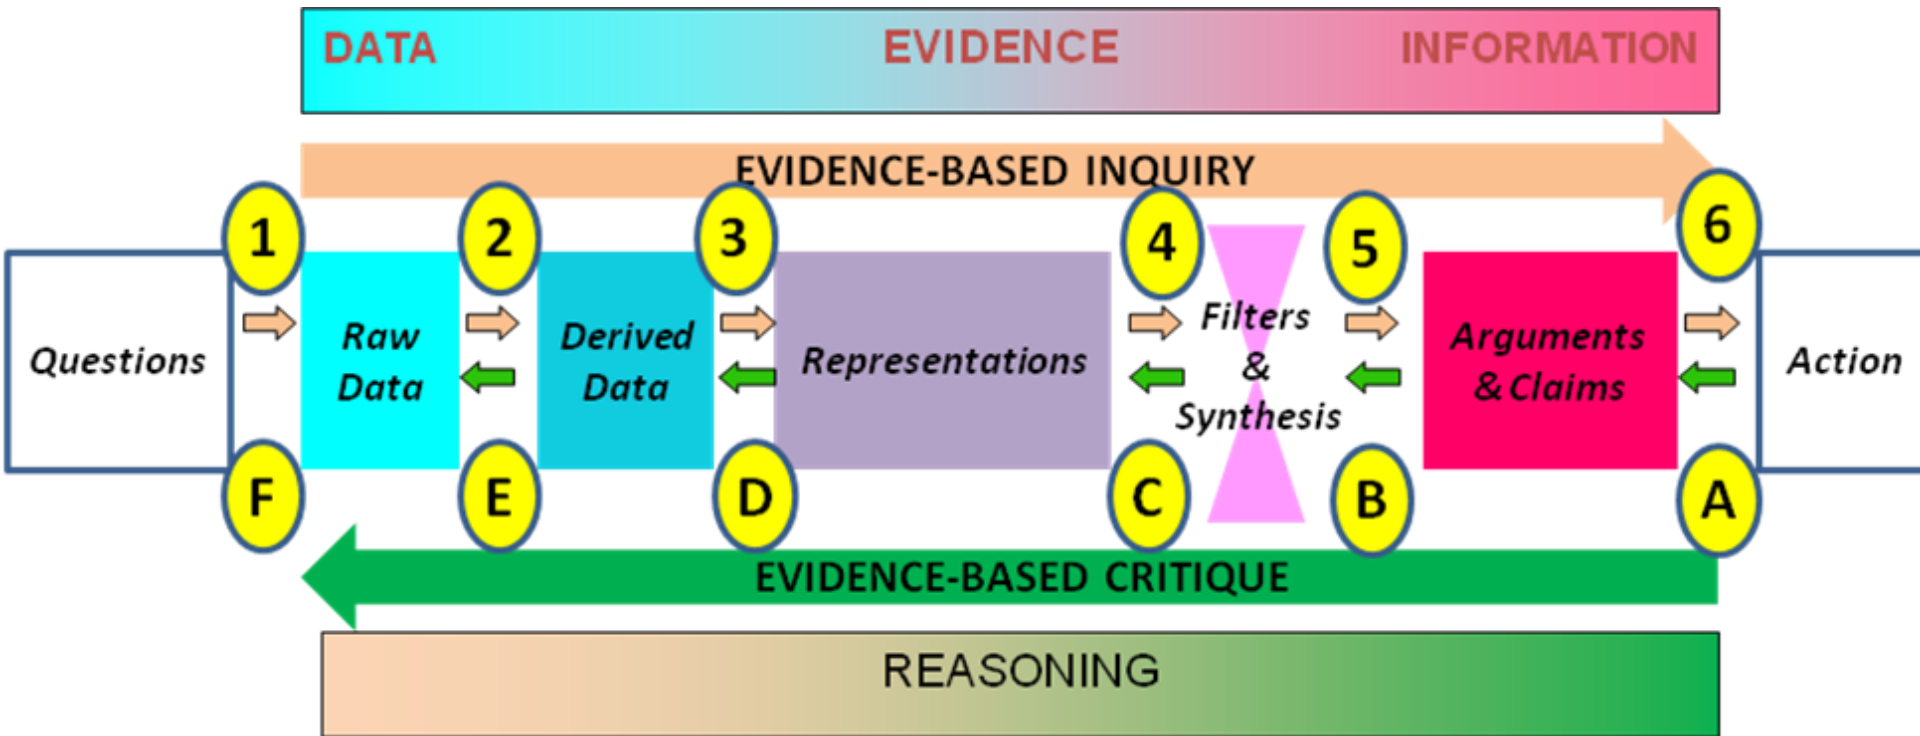 DATA EVIDENCE INFORMATION
EVIDENCE-BASED INQUIRY
1 2 3 4 5 6
Questions
Raw
Data
Derived
Data
Representations
Filters
&
Synthesis
Arguments
& Claims
Action
F E D C B A
EVIDENCE-BASED CRITIQUE
REASONING